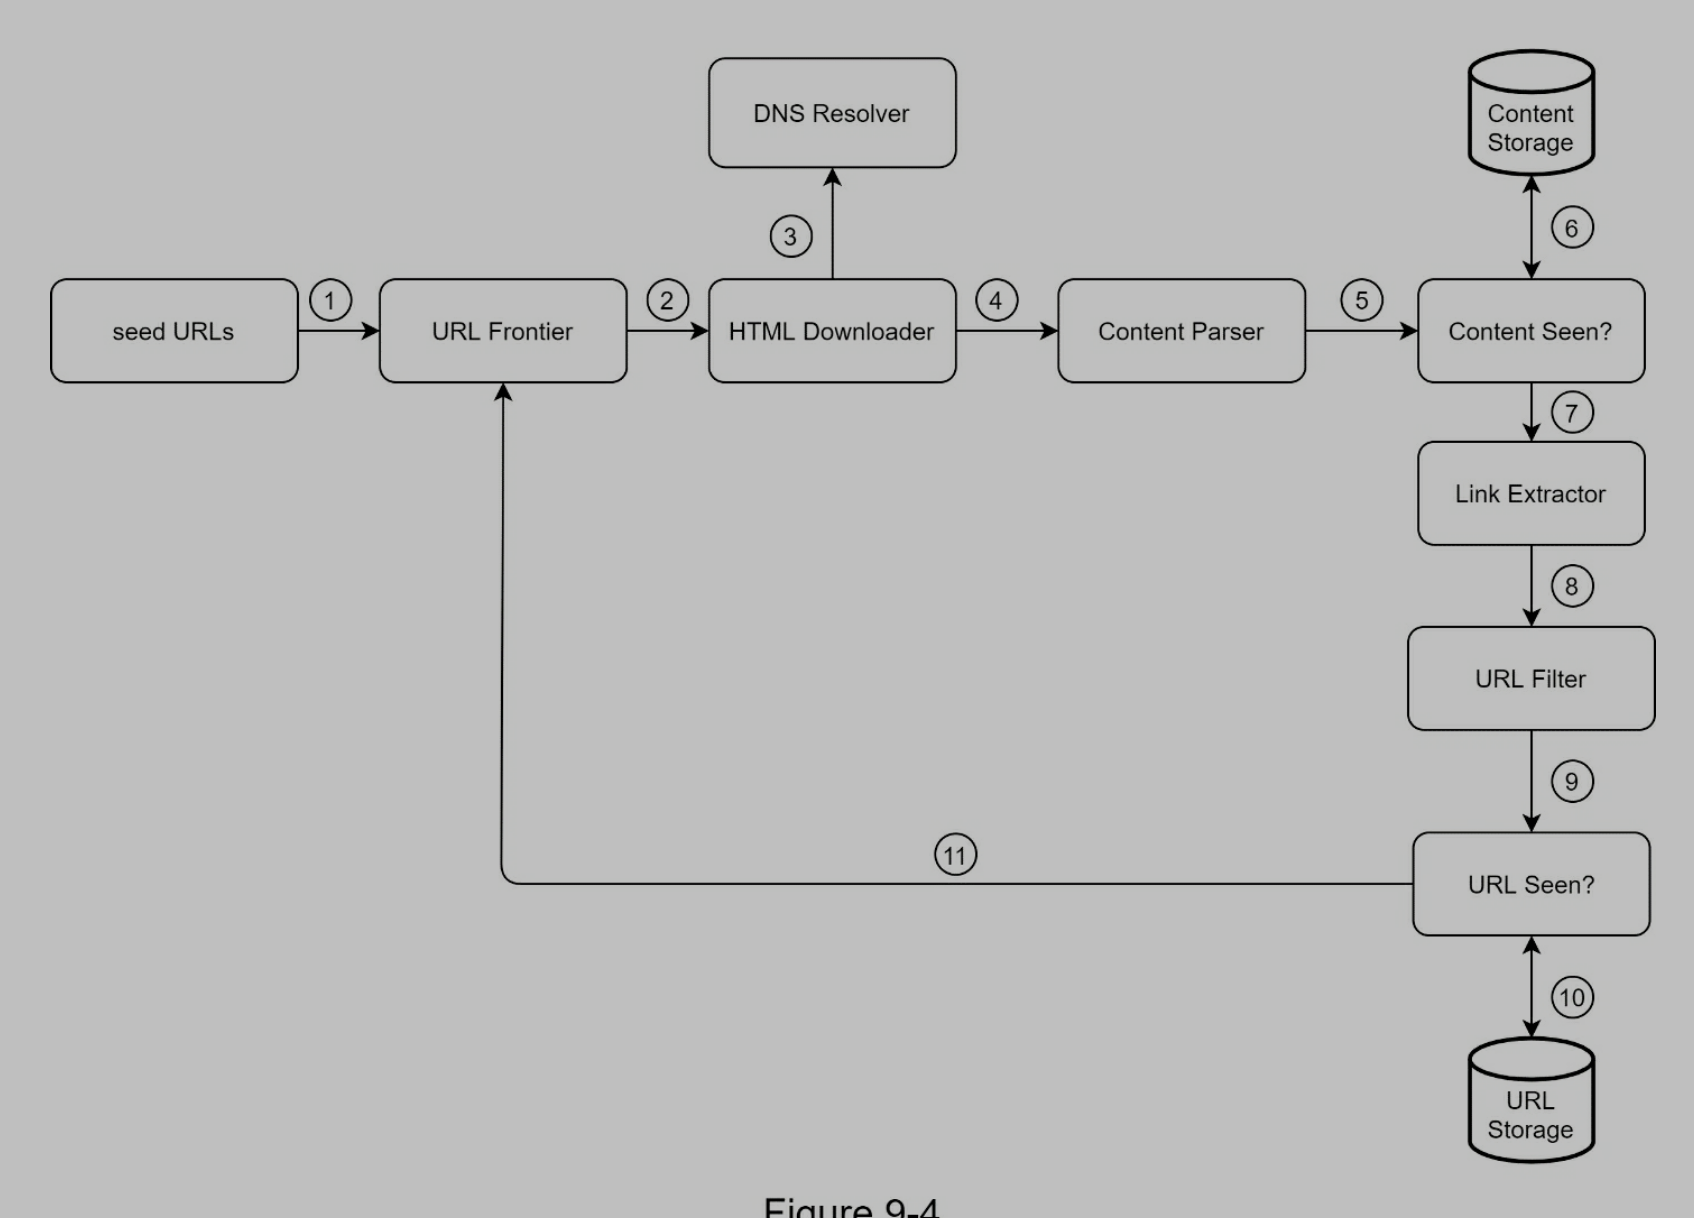 DNS Resolver
Content
Storage
3
6
1
2
4
5
seed URLs
URL Frontier
HTML Downloader
Content Parser
Content Seen?
7
Link Extractor
8
URL Filter
9
11
URL Seen?
10
URL
Storage
Figure 9-4